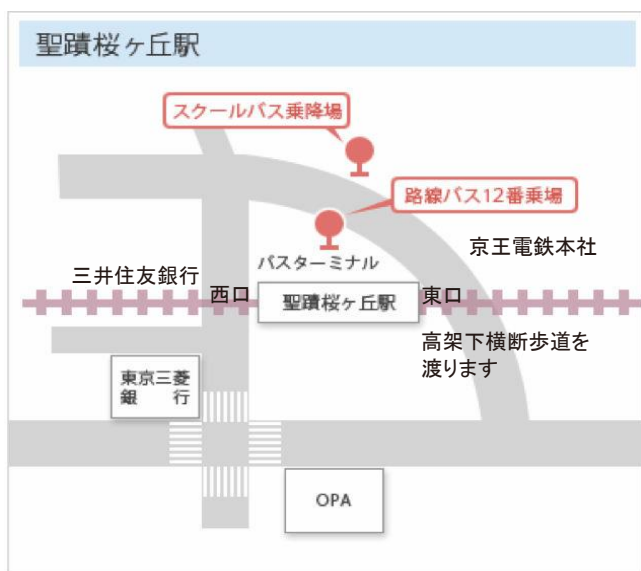 聖蹟桜ヶ丘駅
スクールバス乗降場
路線バス12番乗場
京王電鉄本社
バスターミナル
三井住友銀行
西口
聖蹟桜ヶ丘駅
東口
高架下横断歩道を
渡ります
東京三菱
銀 行
OPA